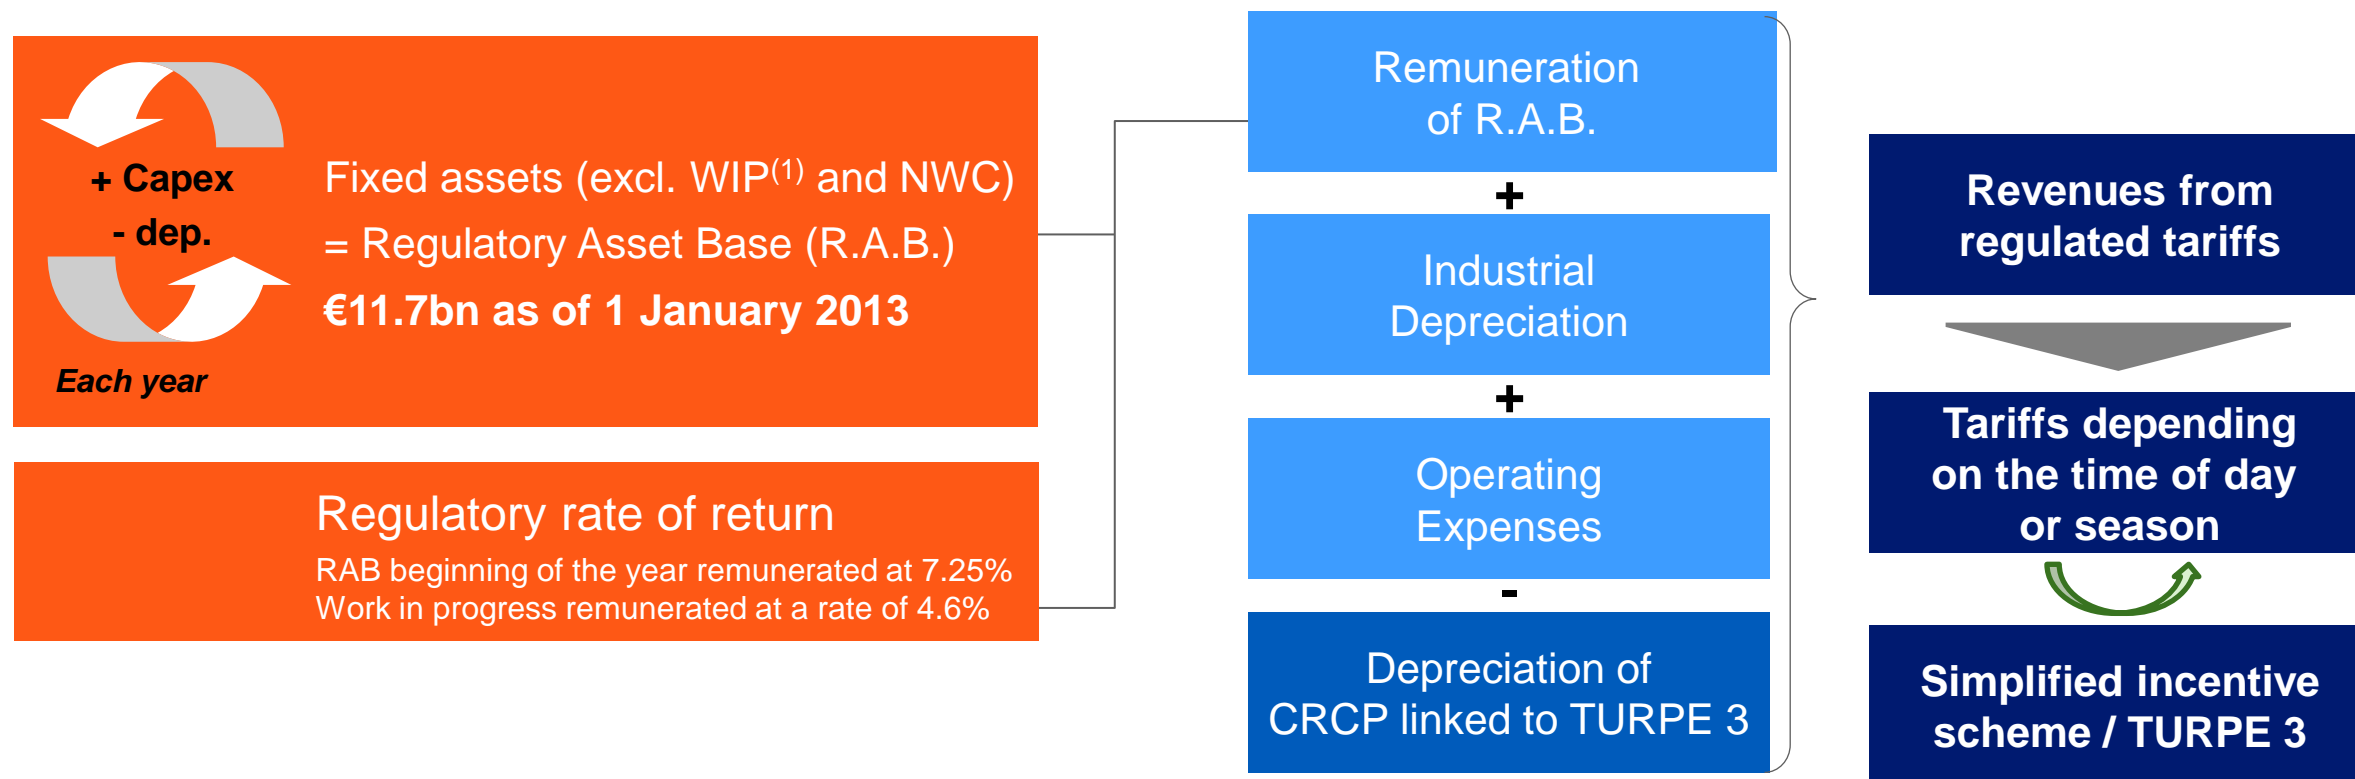 + Capex
- dep.
Each year
Fixed assets (excl. WIP(1) and NWC)
= Regulatory Asset Base (R.A.B.)
€11.7bn as of 1 January 2013
Regulatory rate of return
RAB beginning of the year remunerated at 7.25%
Work in progress remunerated at a rate of 4.6%
Remuneration
of R.A.B.
+
Industrial
Depreciation
+
Operating
Expenses
-
Depreciation of
CRCP linked to TURPE 3
Revenues from
regulated tariffs
Tariffs depending
on the time of day
or season
Simplified incentive
scheme / TURPE 3